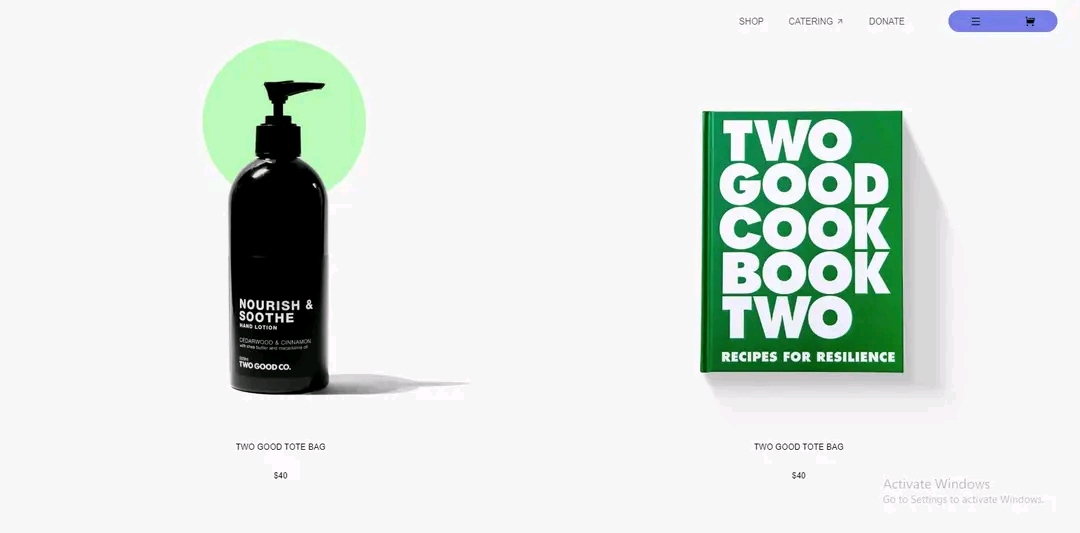 SHOP CATERING ↗ DONATE
NOURISH &
SOOTHE
HAND LOTION
CEDARWOOD & CINNAMON
with shea butter and macadamia oil
TWO GOOD CO.
TWO
GOOD
COOK
BOOK
TWO
RECIPES FOR RESILIENCE
TWO GOOD TOTE BAG
$40
TWO GOOD TOTE BAG
$40
Activate Windows
Go to Settings to activate Windows.